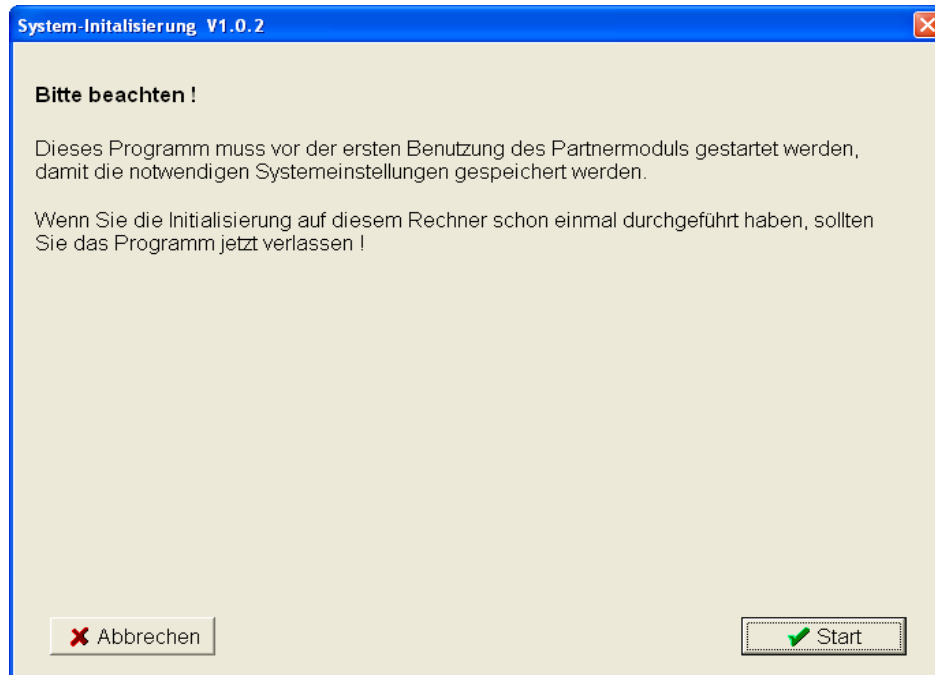 System-Initalisierung V1.0.2
Bitte beachten !
Dieses Programm muss vor der ersten Benutzung des Partnermoduls gestartet werden,
damit die notwendigen Systemeinstellungen gespeichert werden.
Wenn Sie die Initialisierung auf diesem Rechner schon einmal durchgeführt haben, sollten
Sie das Programm jetzt verlassen !
Abbrechen
Start